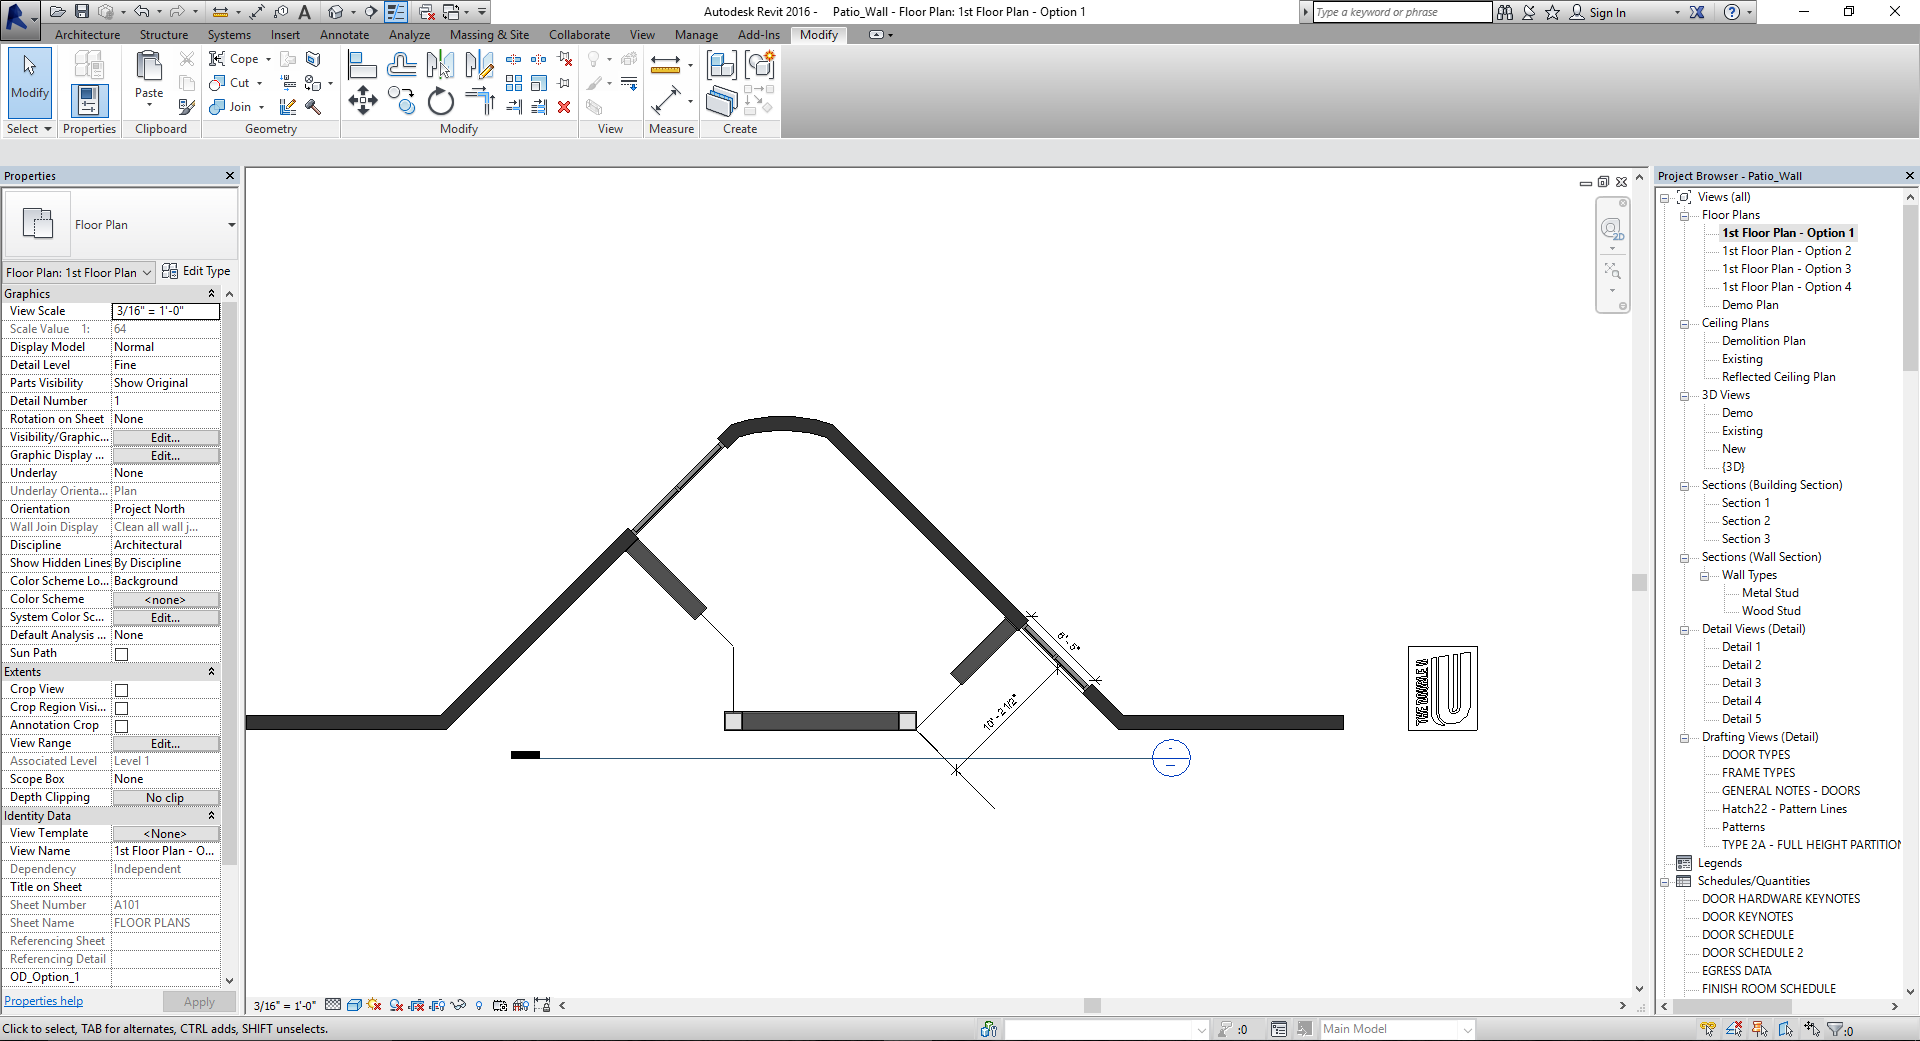 Autodesk Revit 2016 - Patio_Wall - Floor Plan: 1st Floor Plan - Option 1
Type a keyword or phrase
Sign In
Architecture Structure Systems Insert Annotate Analyze Massing & Site Collaborate View Manage Add-Ins Modify
Modify
Paste
Cope
Cut
Join
Select Properties Clipboard Geometry Modify View Measure Create
Properties
Floor Plan
Floor Plan: 1st Floor Plan
Edit Type
Graphics
View Scale 3/16" = 1'-0"
Scale Value 1: 64
Display Model Normal
Detail Level Fine
Parts Visibility Show Original
Detail Number 1
Rotation on Sheet None
Visibility/Graphic... Edit...
Graphic Display ... Edit...
Underlay None
Underlay Orienta... Plan
Orientation Project North
Wall Join Display Clean all wall j...
Discipline Architectural
Show Hidden Lines By Discipline
Color Scheme Lo... Background
Color Scheme <none>
System Color Sc... Edit...
Default Analysis ... None
Sun Path
Extents
Crop View
Crop Region Visi...
Annotation Crop
View Range Edit...
Associated Level Level 1
Scope Box None
Depth Clipping No clip
Identity Data
View Template <None>
View Name 1st Floor Plan - O...
Dependency Independent
Title on Sheet
Sheet Number A101
Sheet Name FLOOR PLANS
Referencing Sheet
Referencing Detail
OD_Option_1
Properties help
Apply
2D
6' - 5"
10' - 2 1/2"
THE DOUBLE U
3/16" = 1'-0"
Project Browser - Patio_Wall
Views (all)
Floor Plans
1st Floor Plan - Option 1
1st Floor Plan - Option 2
1st Floor Plan - Option 3
1st Floor Plan - Option 4
Demo Plan
Ceiling Plans
Demolition Plan
Existing
Reflected Ceiling Plan
3D Views
Demo
Existing
New
{3D}
Sections (Building Section)
Section 1
Section 2
Section 3
Sections (Wall Section)
Wall Types
Metal Stud
Wood Stud
Detail Views (Detail)
Detail 1
Detail 2
Detail 3
Detail 4
Detail 5
Drafting Views (Detail)
DOOR TYPES
FRAME TYPES
GENERAL NOTES - DOORS
Hatch22 - Pattern Lines
Patterns
TYPE 2A - FULL HEIGHT PARTITION
Legends
Schedules/Quantities
DOOR HARDWARE KEYNOTES
DOOR KEYNOTES
DOOR SCHEDULE
DOOR SCHEDULE 2
EGRESS DATA
FINISH ROOM SCHEDULE
Click to select, TAB for alternates, CTRL adds, SHIFT unselects.
:0
Main Model
:0